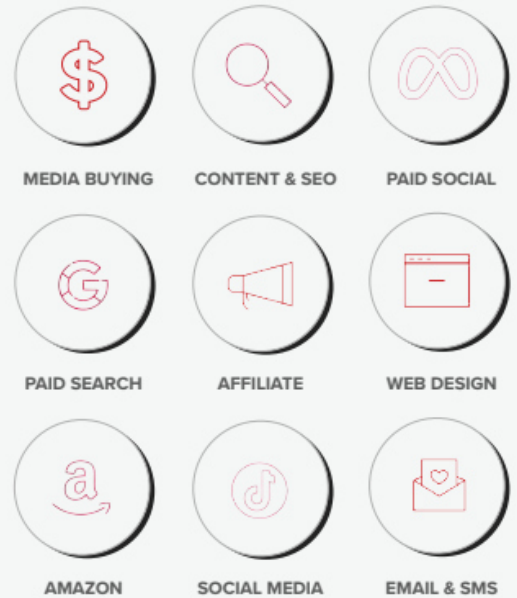 MEDIA BUYING
CONTENT & SEO
PAID SOCIAL
PAID SEARCH
AFFILIATE
WEB DESIGN
AMAZON
SOCIAL MEDIA
EMAIL & SMS